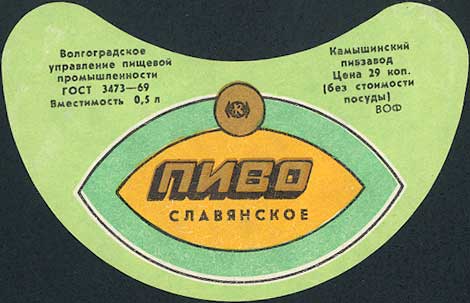 Волгоградское
управление пищевой
промышленности
ГОСТ 3473—69
Вместимость 0,5 л
Камышинский
пивзавод
Цена 29 коп.
(без стоимости
посуды)
ВОФ
К
ПИВО
СЛАВЯНСКОЕ